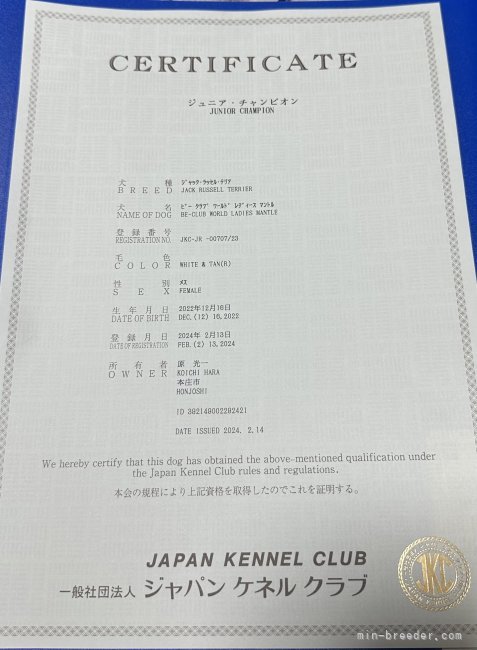 CERTIFICATE
ジュニア・チャンピオン
JUNIOR CHAMPION
犬種 ジャック・ラッセル・テリア
BREED JACK RUSSELL TERRIER
犬名 ビー クラブ ワールド レディース マントル
NAME OF DOG BE-CLUB WORLD LADIES MANTLE
登録番号
REGISTRATION NO. JKC-JR -00707/23
毛色
COLOR WHITE & TAN(R)
性別 メス
SEX FEMALE
生年月日 2022年12月16日
DATE OF BIRTH DEC.(12) 16,2022
登録月日 2024年 2月13日
DATE OF REGISTRATION FEB.(2) 13,2024
所有者 原 光一
OWNER KOICHI HARA
本庄市
HONJOSHI
ID 392149002292421
DATE ISSUED 2024. 2.14
We hereby certify that this dog has obtained the above-mentioned qualification under
the Japan Kennel Club rules and regulations.
本会の規程により上記資格を取得したのでこれを証明する。
JAPAN KENNEL CLUB
一般社団法人 ジャパン ケネル クラブ
JKC
min-breeder.com